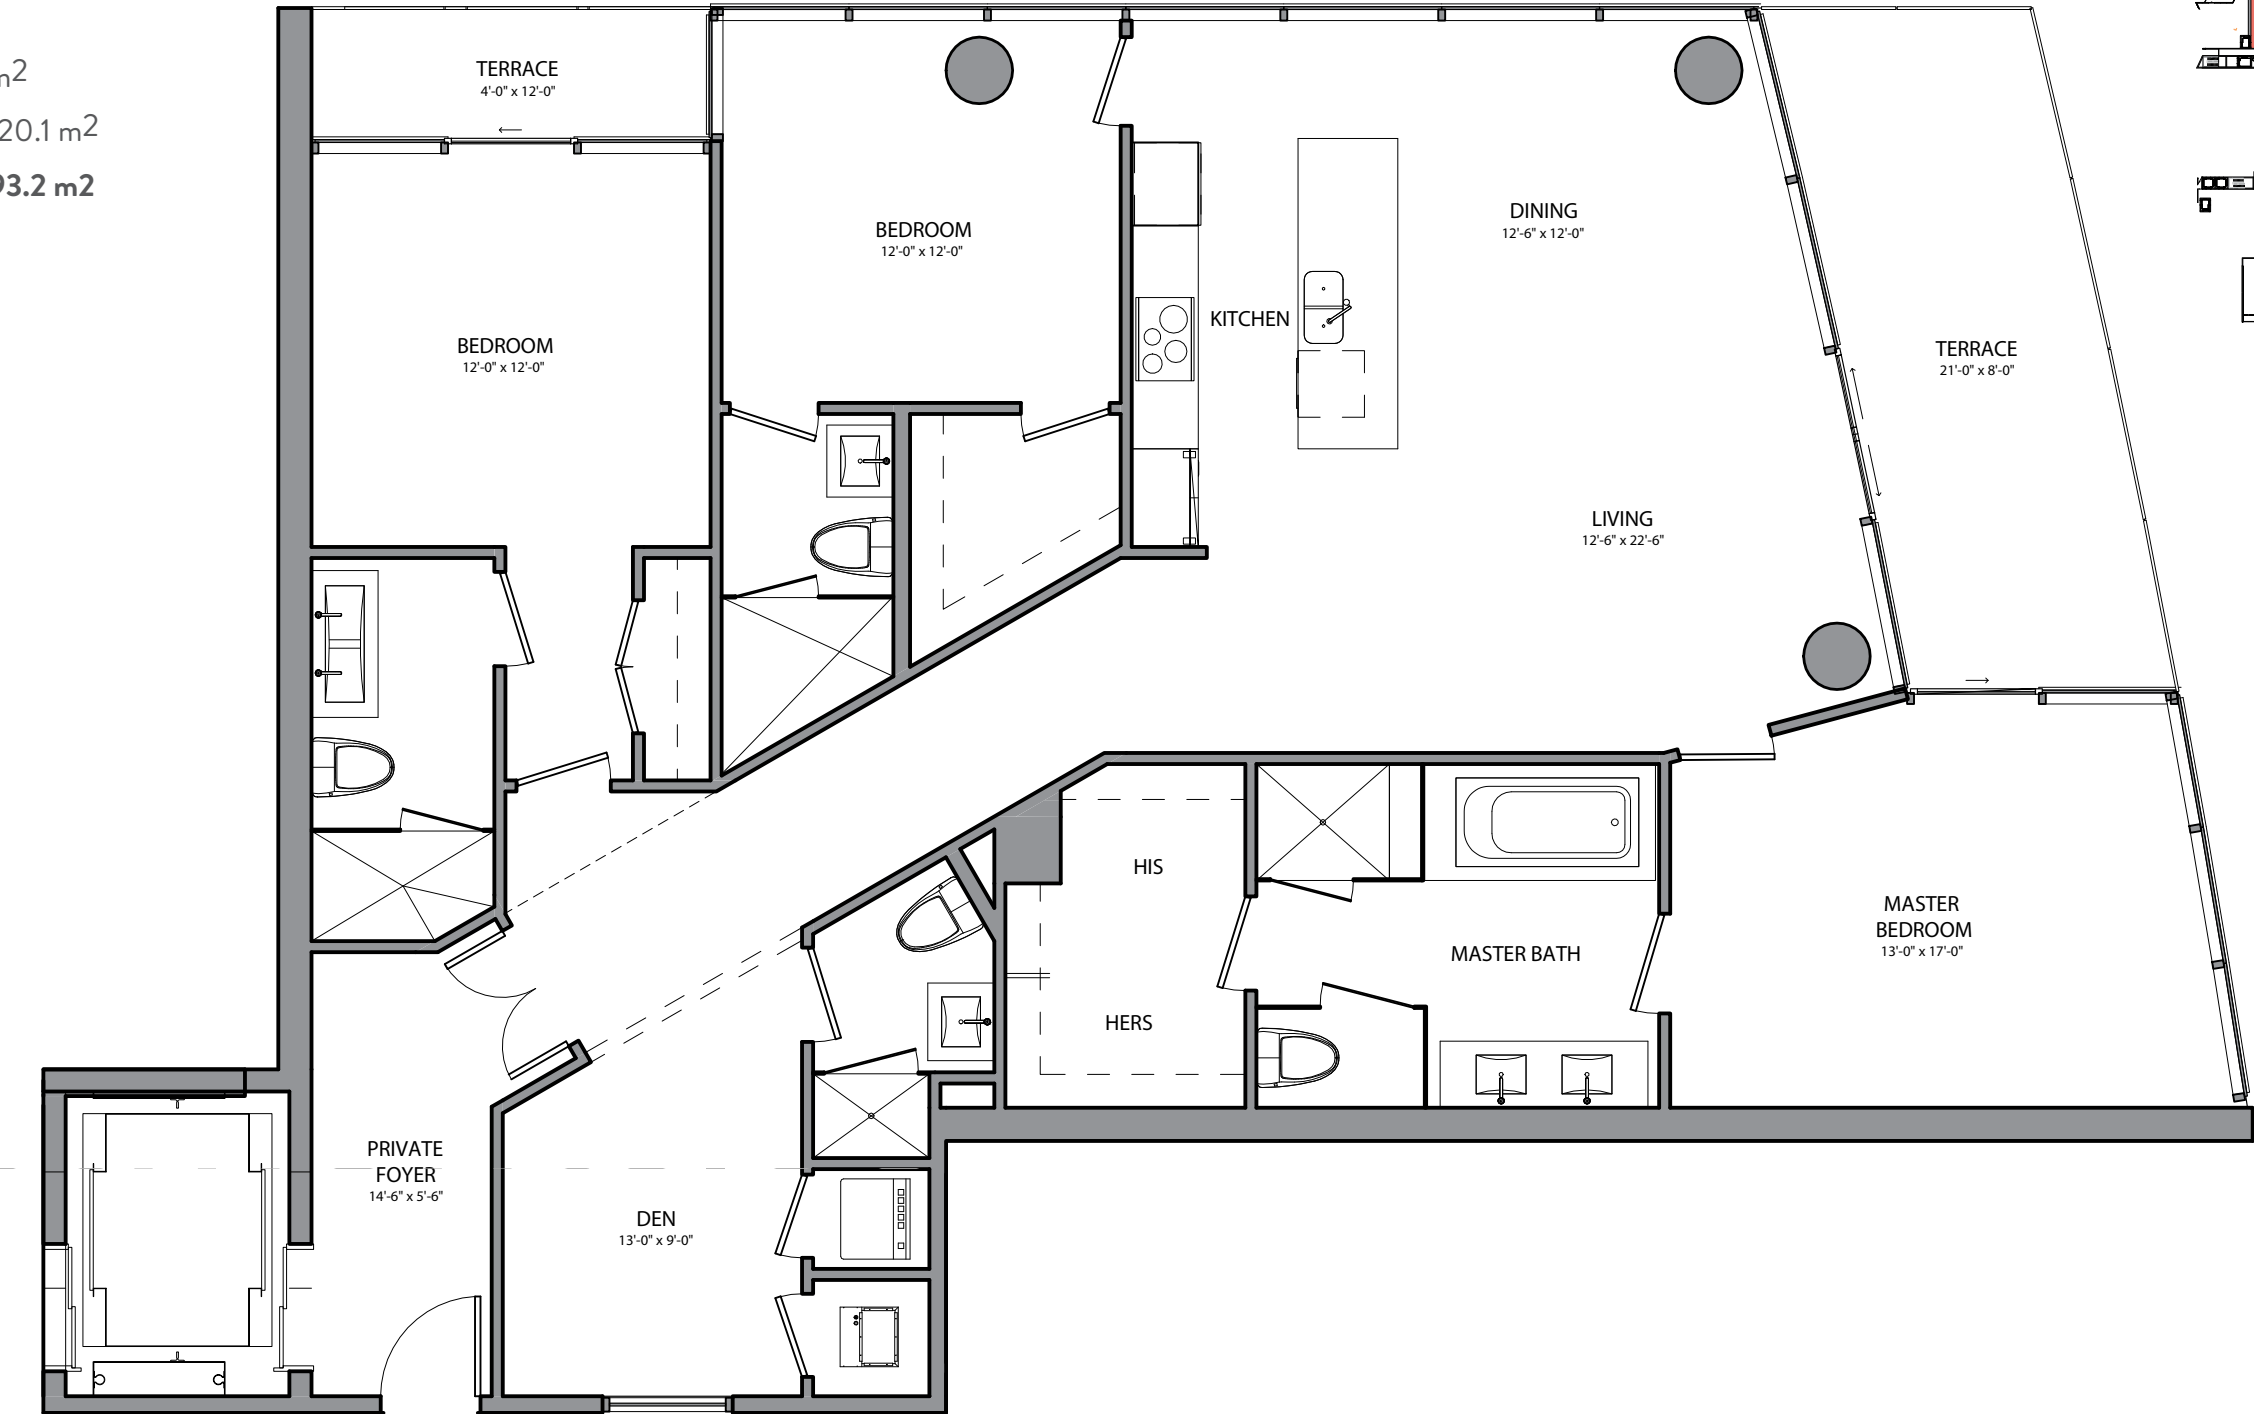 m2
20.1 m2
93.2 m2
TERRACE
4'-0" x 12'-0"
BEDROOM
12'-0" x 12'-0"
DINING
12'-6" x 12'-0"
KITCHEN
BEDROOM
12'-0" x 12'-0"
TERRACE
21'-0" x 8'-0"
LIVING
12'-6" x 22'-6"
HIS
MASTER
BEDROOM
13'-0" x 17'-0"
MASTER BATH
HERS
PRIVATE
FOYER
14'-6" x 5'-6"
DEN
13'-0" x 9'-0"